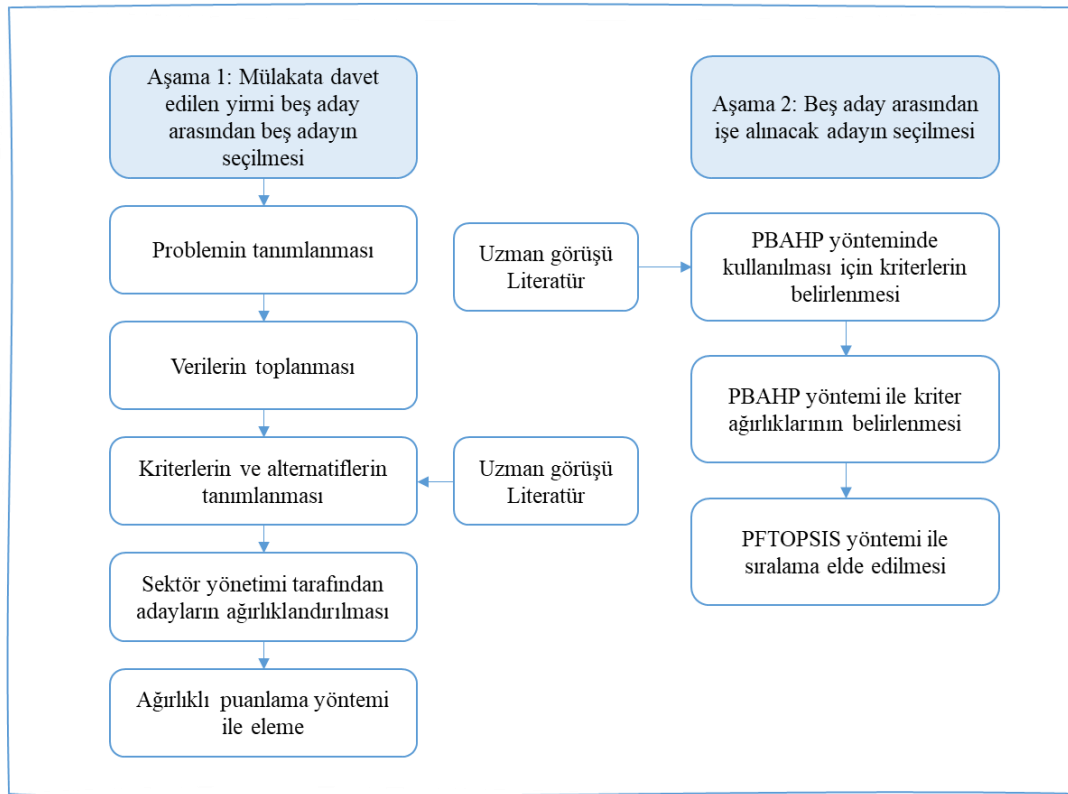 Aşama 1: Mülakata davet
edilen yirmi beş aday
arasından beş adayın
seçilmesi
Problemin tanımlanması
Verilerin toplanması
Kriterlerin ve alternatiflerin
tanımlanması
Uzman görüşü
Literatür
Sektör yönetimi tarafından
adayların ağırlıklandırılması
Ağırlıklı puanlama yöntemi
ile eleme
Aşama 2: Beş aday arasından
işe alınacak adayın seçilmesi
Uzman görüşü
Literatür
PBAHP yönteminde
kullanılması için kriterlerin
belirlenmesi
PBAHP yöntemi ile kriter
ağırlıklarının belirlenmesi
PFTOPSIS yöntemi ile
sıralama elde edilmesi